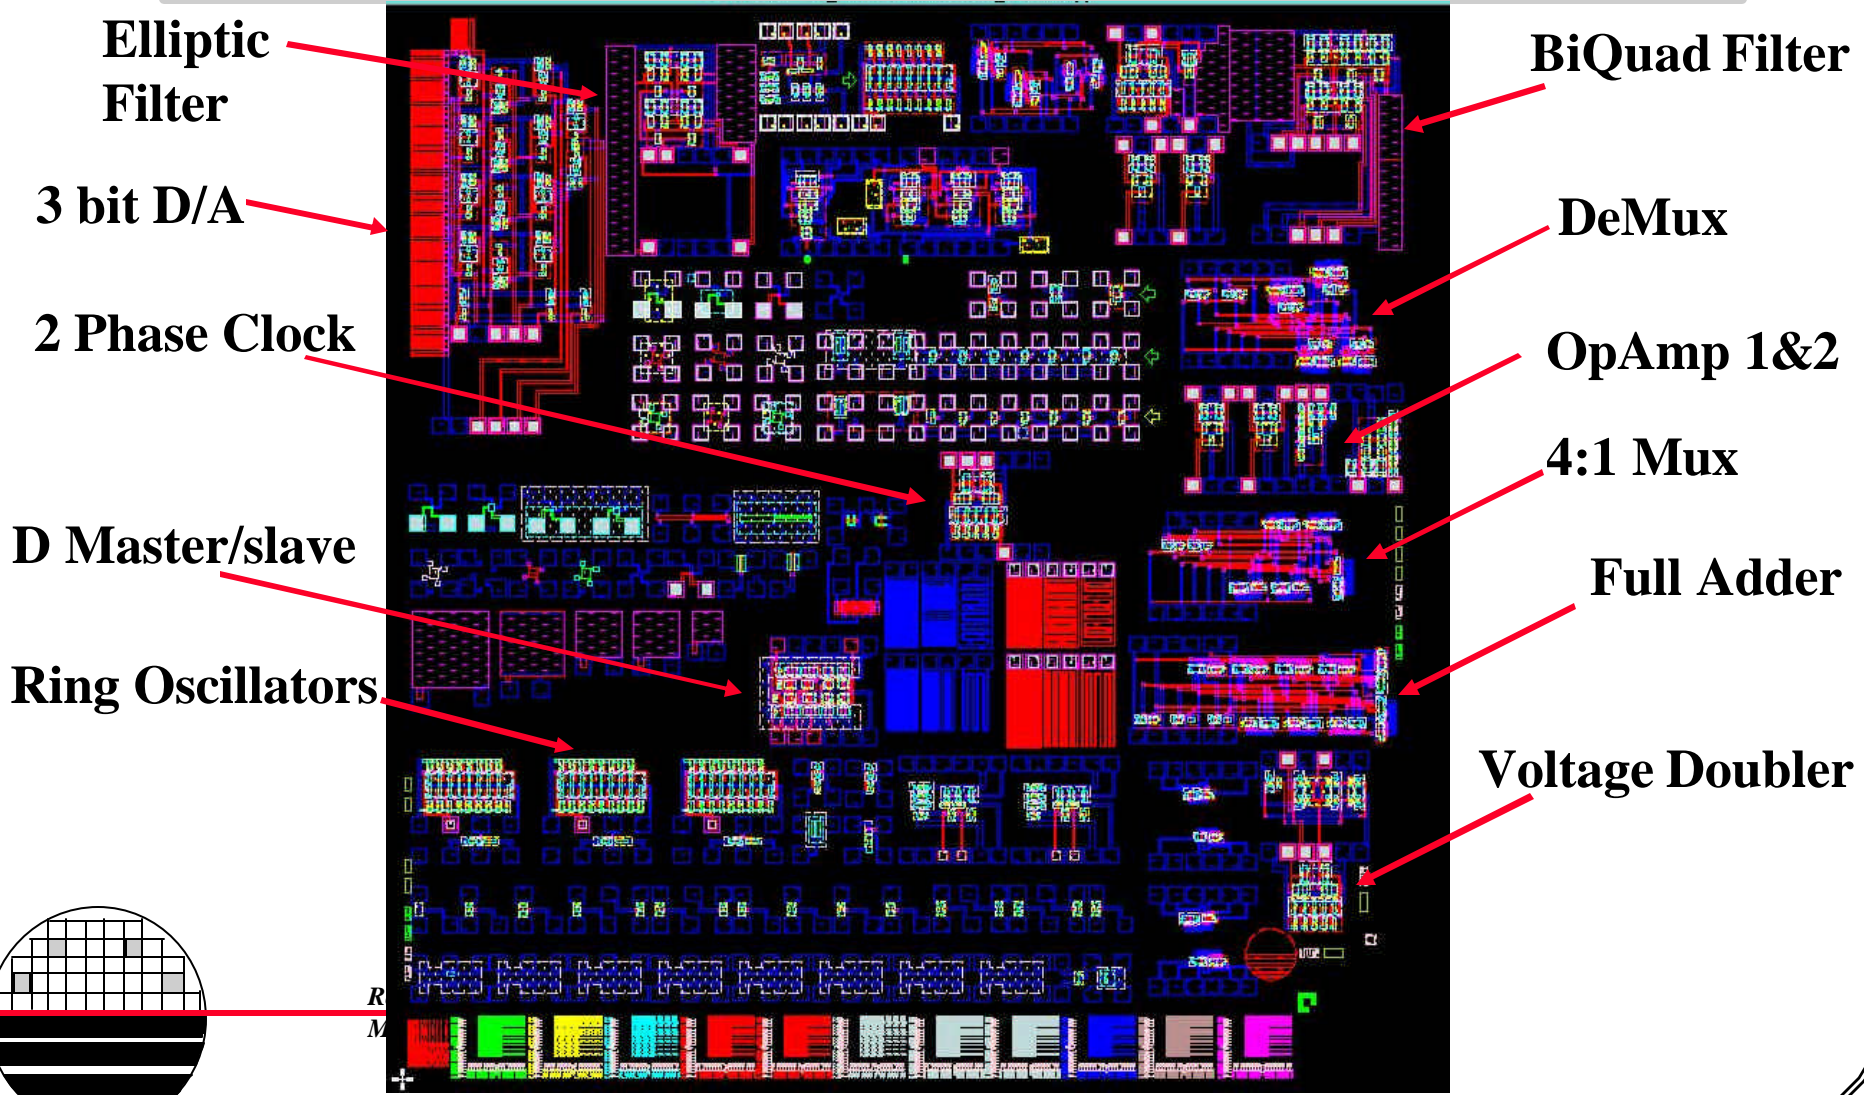 Elliptic
Filter
3 bit D/A
2 Phase Clock
D Master/slave
Ring Oscillators
BiQuad Filter
DeMux
OpAmp 1&2
4:1 Mux
Full Adder
Voltage Doubler